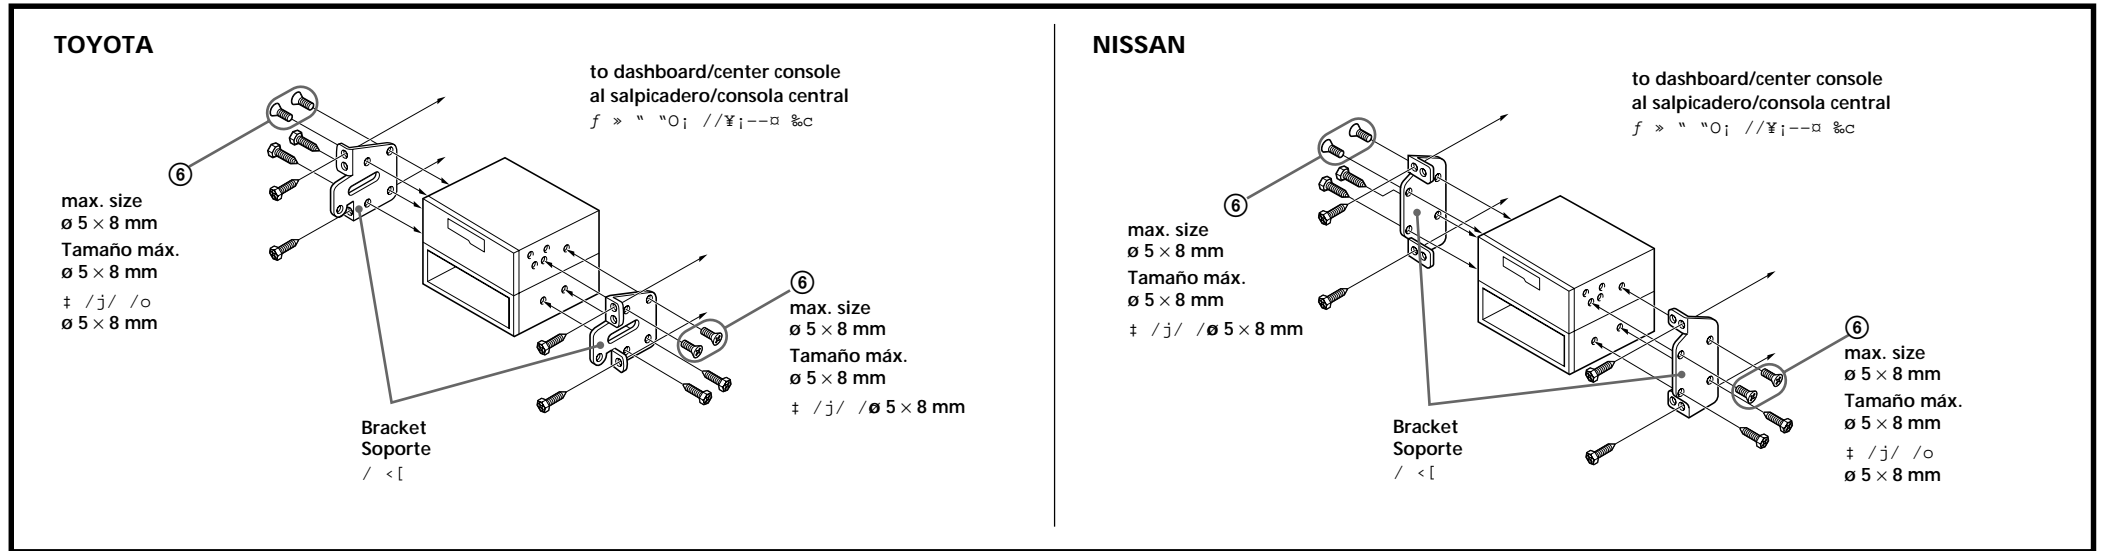 TOYOTA
to dashboard/center console
al salpicadero/consola central
ƒ » “ “O¡ //¥¡––¤ ‰c
6
max. size
ø 5 × 8 mm
Tamaño máx.
ø 5 × 8 mm
‡ /j/ /o
ø 5 × 8 mm
6
max. size
ø 5 × 8 mm
Tamaño máx.
ø 5 × 8 mm
‡ /j/ /ø 5 × 8 mm
Bracket
Soporte
/ <[
NISSAN
to dashboard/center console
al salpicadero/consola central
ƒ » “ “O¡ //¥¡––¤ ‰c
6
max. size
ø 5 × 8 mm
Tamaño máx.
ø 5 × 8 mm
‡ /j/ /ø 5 × 8 mm
6
max. size
ø 5 × 8 mm
Tamaño máx.
ø 5 × 8 mm
‡ /j/ /o
ø 5 × 8 mm
Bracket
Soporte
/ <[